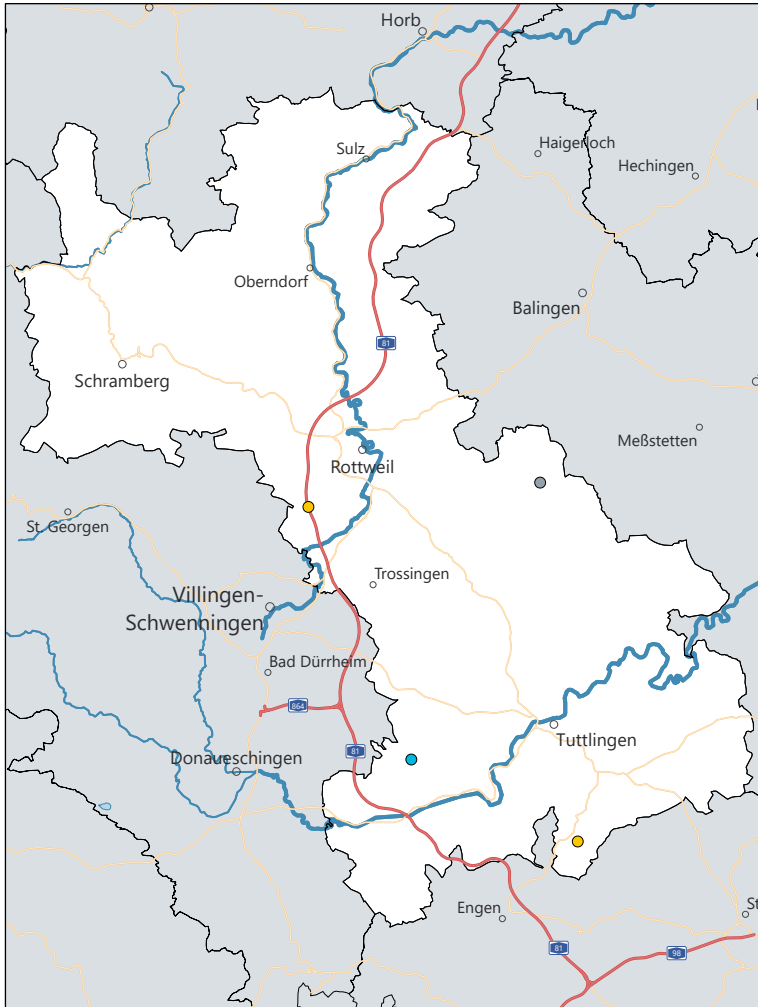 Horb
Sulz
Haigerloch
Hechingen
Oberndorf
Balingen
81
Schramberg
Meßstetten
Rottweil
St. Georgen
Trossingen
Villingen-
Schwenningen
Bad Dürrheim
864
Tuttlingen
81
Donaueschingen
Engen
St
81
98